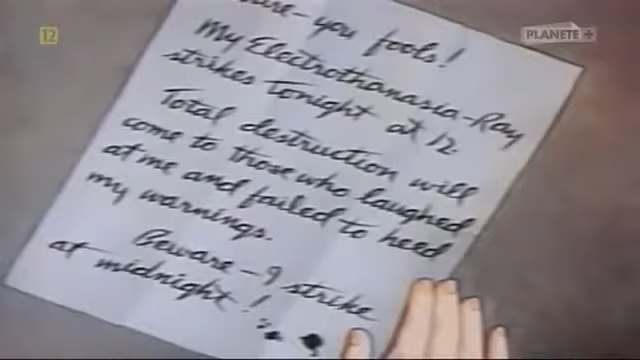 12
PLANETE +
you fools!
My Electrothanasia-Ray
strikes tonight at 12.
Total destruction will
come to those who laughed
at me and failed to heed
my warnings.
Beware - I strike
at midnight!